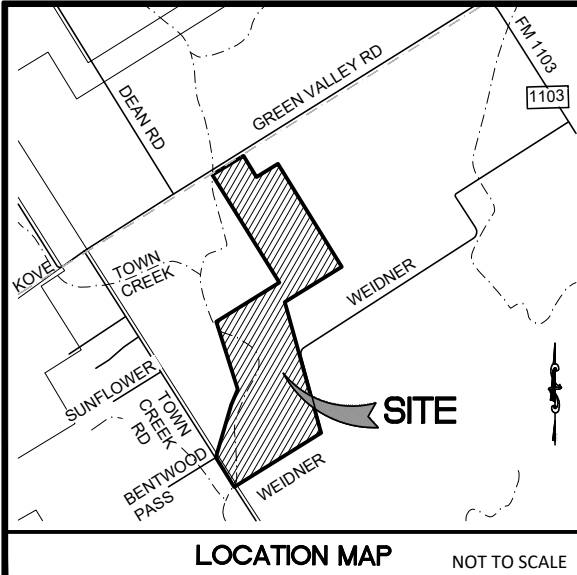 FM 1103
1103
DEAN RD
GREEN VALLEY RD
KOVE
TOWN
CREEK
WEIDNER
SUNFLOWER
TOWN
CREEK
RD
SITE
BENTWOOD
PASS
WEIDNER
LOCATION MAP
NOT TO SCALE